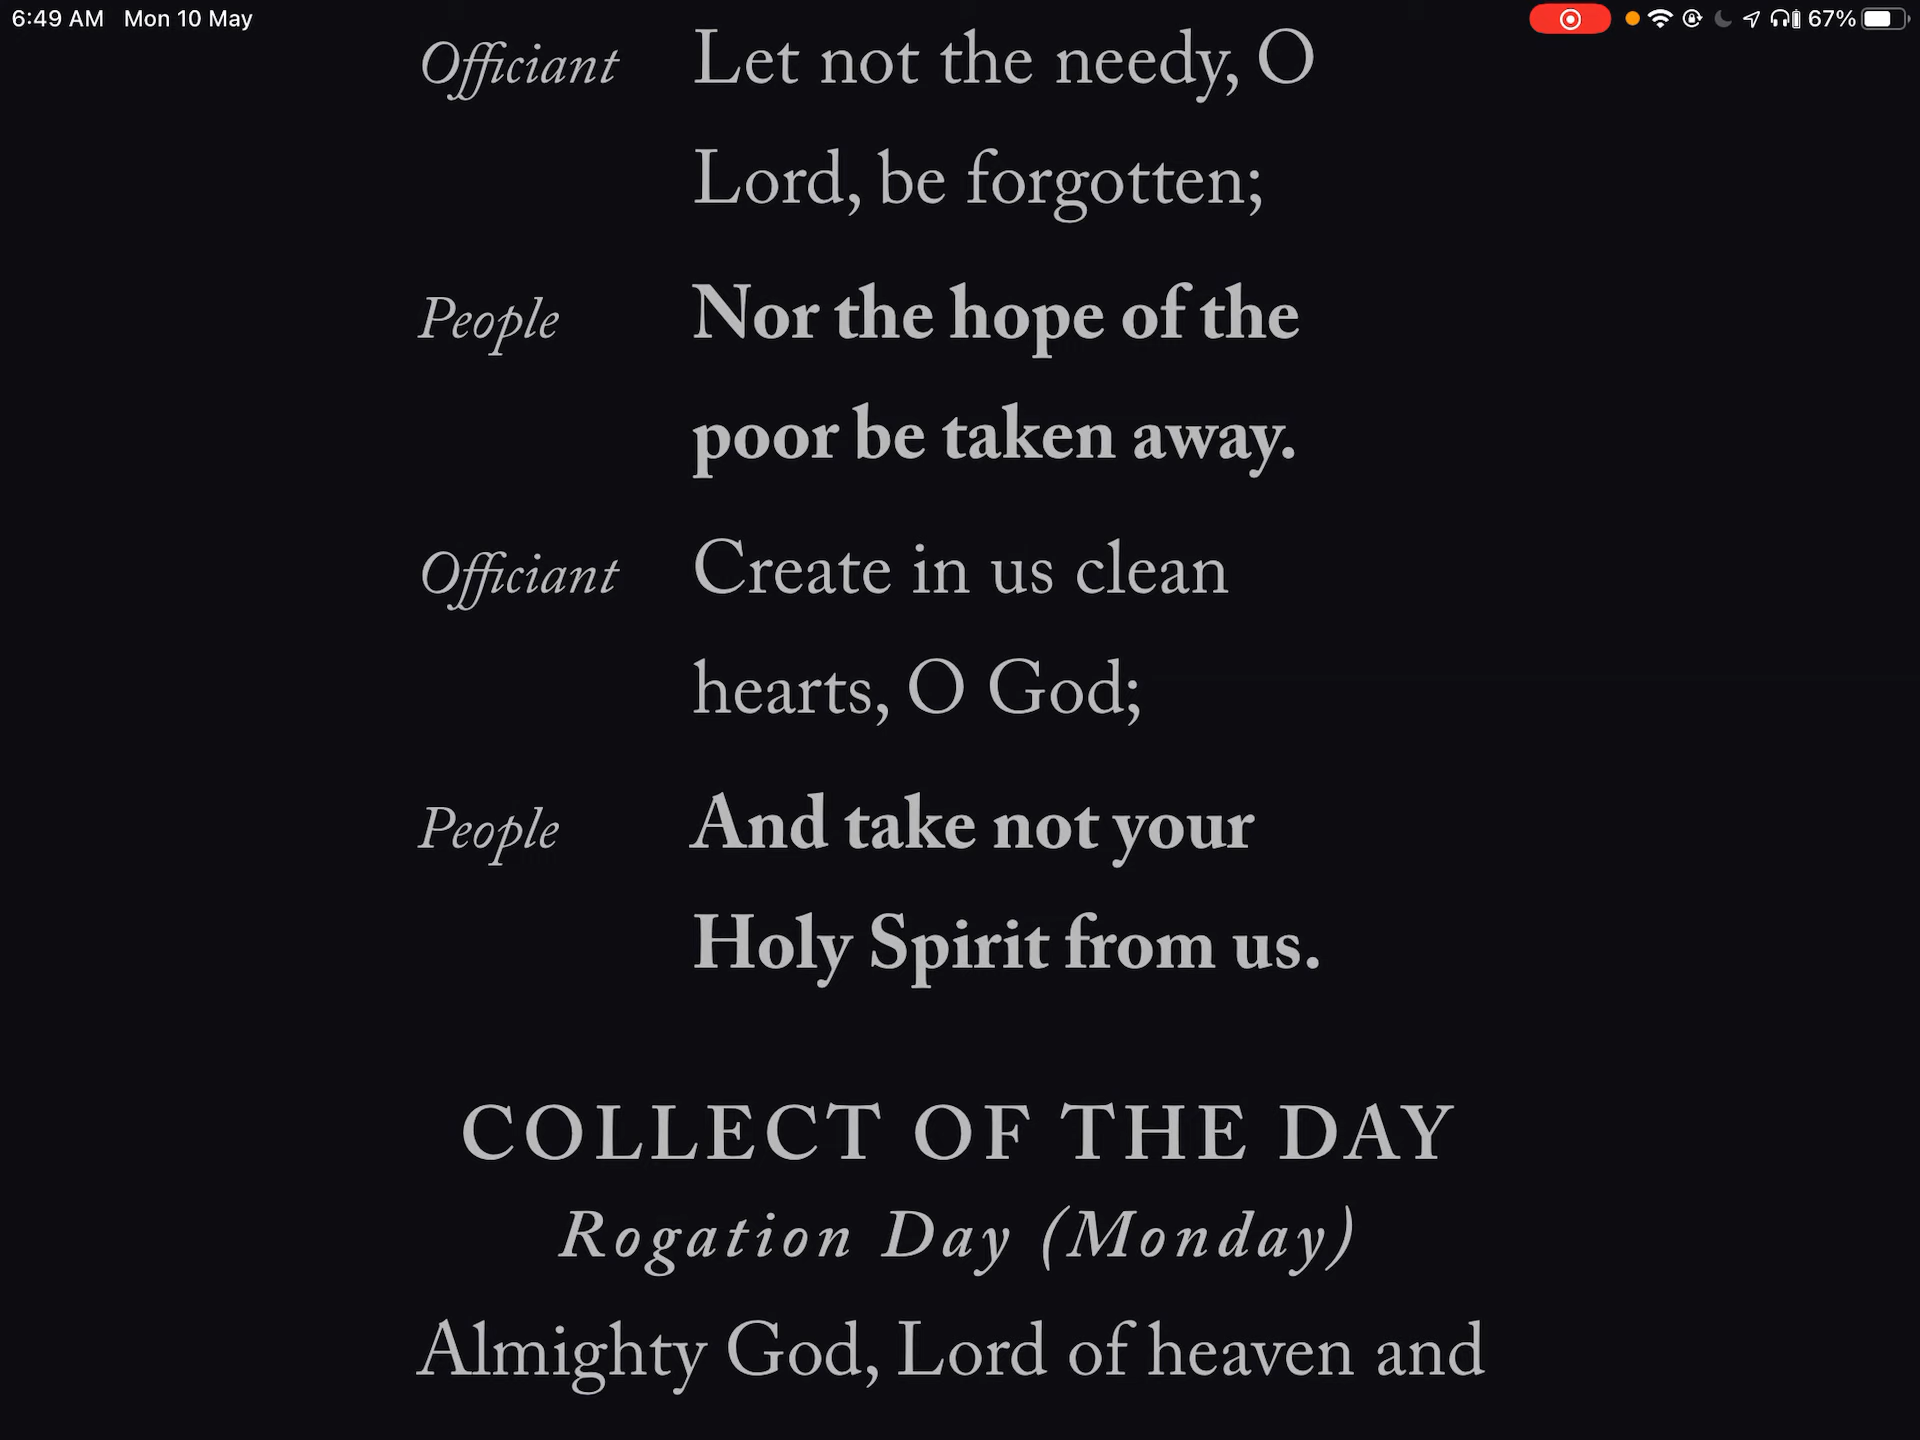 6:49 AM Mon 10 May 67%
Officiant Let not the needy, O
Lord, be forgotten;
People Nor the hope of the
poor be taken away.
Officiant Create in us clean
hearts, O God;
People And take not your
Holy Spirit from us.
COLLECT OF THE DAY
Rogation Day (Monday)
Almighty God, Lord of heaven and